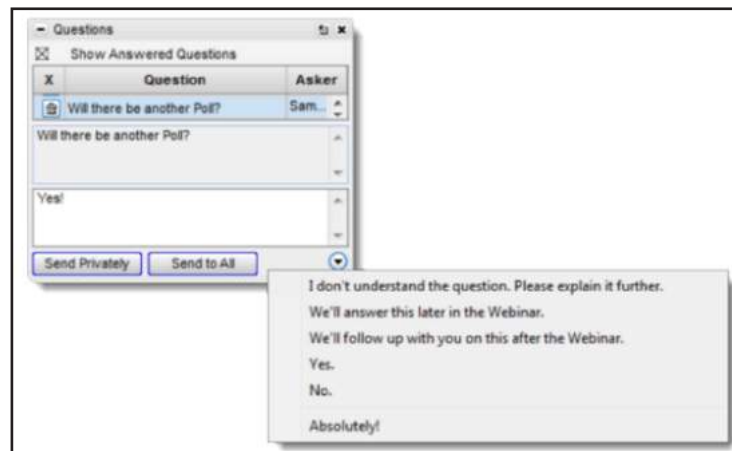 Questions
Show Answered Questions
X Question Asker
Will there be another Poll? Sam...
Will there be another Poll?
Yes!
Send Privately Send to All
I don't understand the question. Please explain it further.
We'll answer this later in the Webinar.
We'll follow up with you on this after the Webinar.
Yes.
No.
Absolutely!